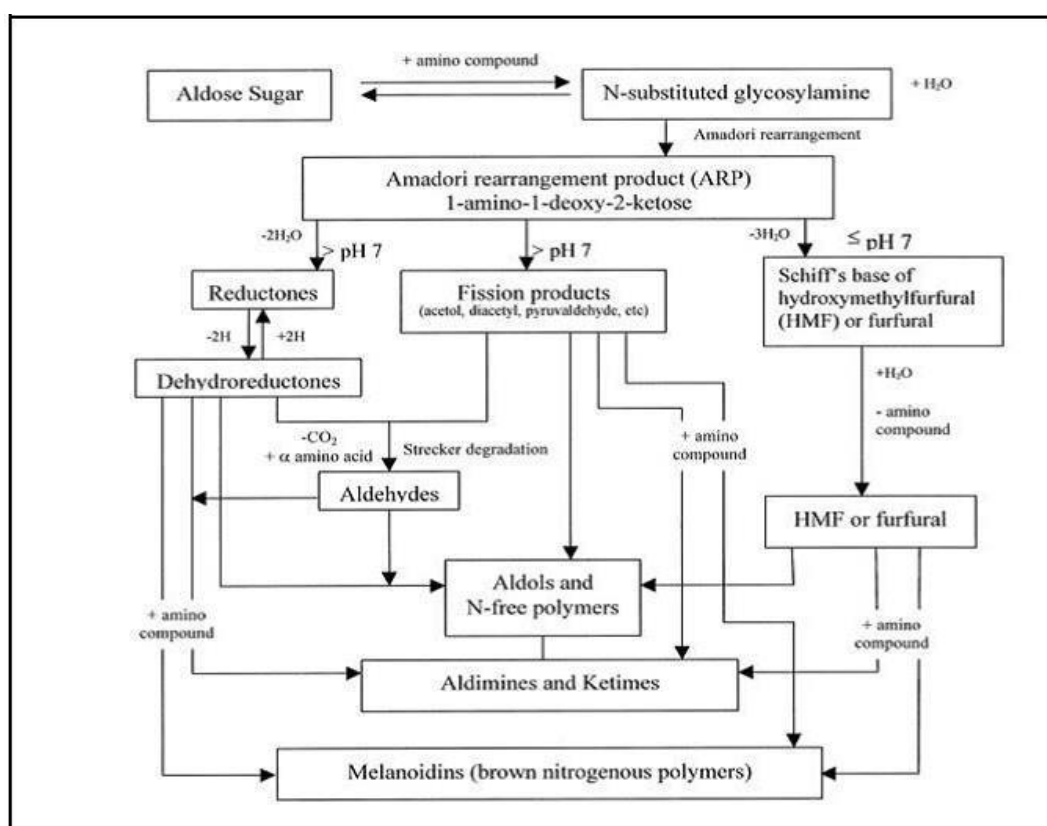 + amino compound
Aldose Sugar
N-substituted glycosylamine
+ H₂O
Amadori rearrangement
Amadori rearrangement product (ARP)
1-amino-1-deoxy-2-ketose
-2H₂O
> pH 7
> pH 7
-3H₂O
≤ pH 7
Reductones
Fission products
(acetol, diacetyl, pyruvaldehyde, etc)
Schiff's base of
hydroxymethylfurfural
(HMF) or furfural
-2H
+2H
Dehydroreductones
+H₂O
- amino
compound
-CO₂
+ α amino acid
Strecker degradation
+ amino
compound
Aldehydes
HMF or furfural
Aldols and
N-free polymers
+ amino
compound
+ amino
compound
Aldimines and Ketimes
Melanoidins (brown nitrogenous polymers)